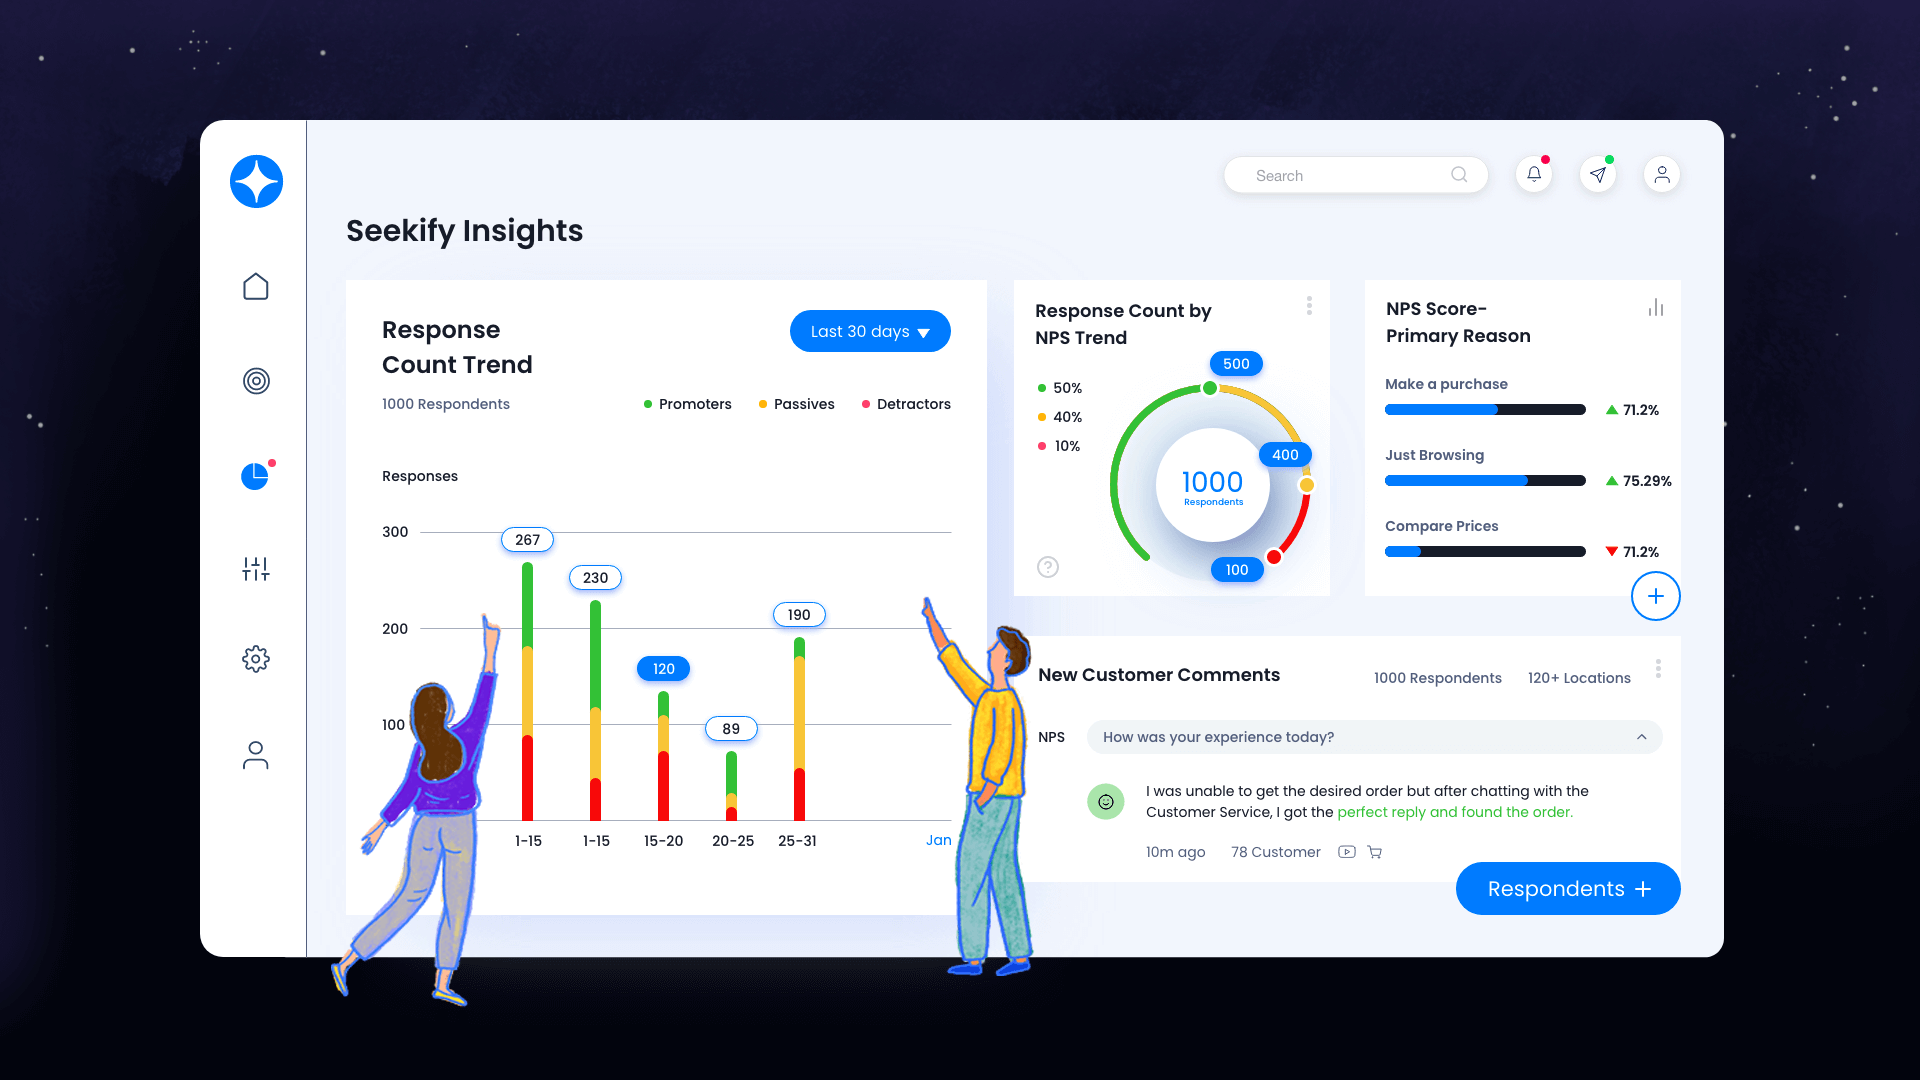 Search
Seekify Insights
Response
Count Trend
Last 30 days
1000 Respondents
Promoters
Passives
Detractors
Responses
300
200
100
267
230
120
89
190
1-15
1-15
15-20
20-25
25-31
Jan
Response Count by
NPS Trend
50%
40%
10%
500
400
100
1000
Respondents
NPS Score-
Primary Reason
Make a purchase
71.2%
Just Browsing
75.29%
Compare Prices
71.2%
New Customer Comments
1000 Respondents
120+ Locations
NPS
How was your experience today?
I was unable to get the desired order but after chatting with the
Customer Service, I got the perfect reply and found the order.
10m ago
78 Customer
Respondents +